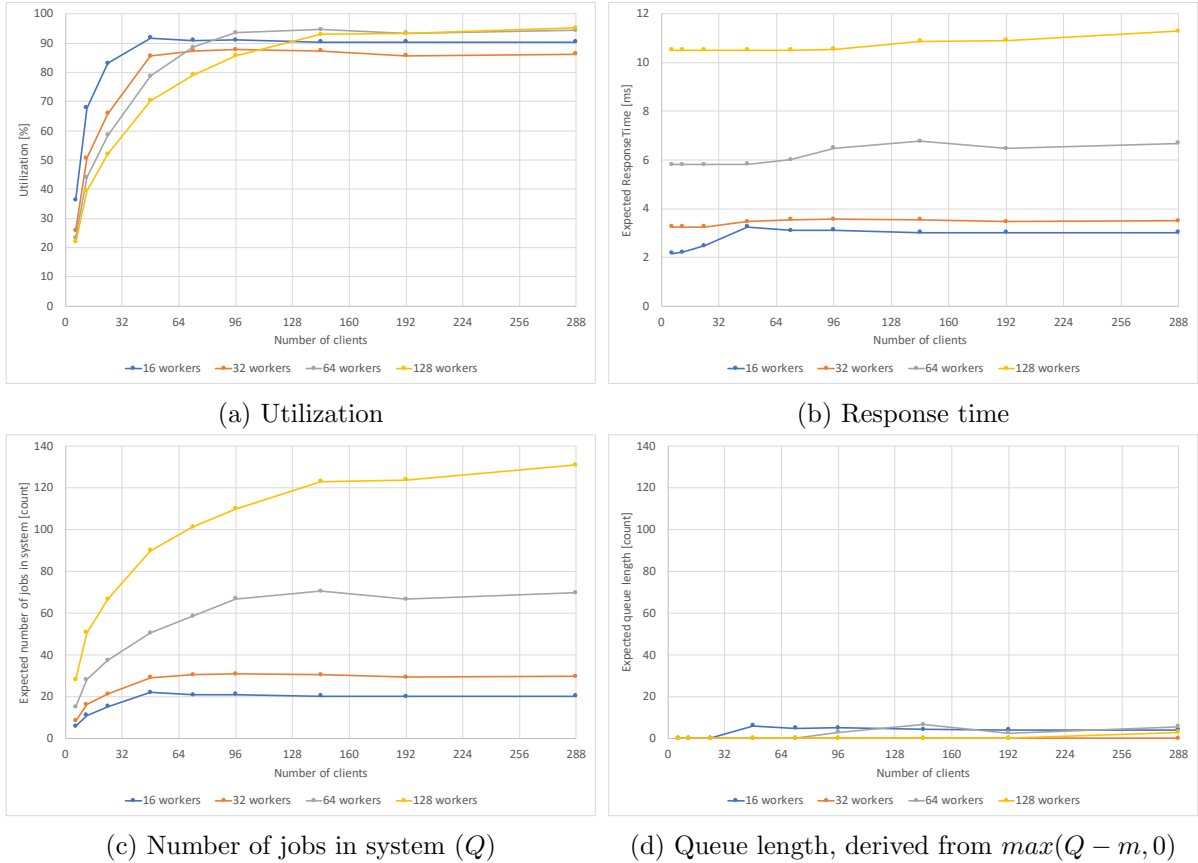 Utilization [%]
100
90
80
70
60
50
40
30
20
10
0
0 32 64 96 128 160 192 224 256 288
Number of clients
16 workers 32 workers 64 workers 128 workers
(a) Utilization
Expected ResponseTime [ms]
12
10
8
6
4
2
0
0 32 64 96 128 160 192 224 256 288
Number of clients
16 workers 32 workers 64 workers 128 workers
(b) Response time
Expected number of jobs in system [count]
140
120
100
80
60
40
20
0
0 32 64 96 128 160 192 224 256 288
Number of clients
16 workers 32 workers 64 workers 128 workers
(c) Number of jobs in system (Q)
Expected queue length [count]
140
120
100
80
60
40
20
0
0 32 64 96 128 160 192 224 256 288
Number of clients
16 workers 32 workers 64 workers 128 workers
(d) Queue length, derived from max(Q − m, 0)